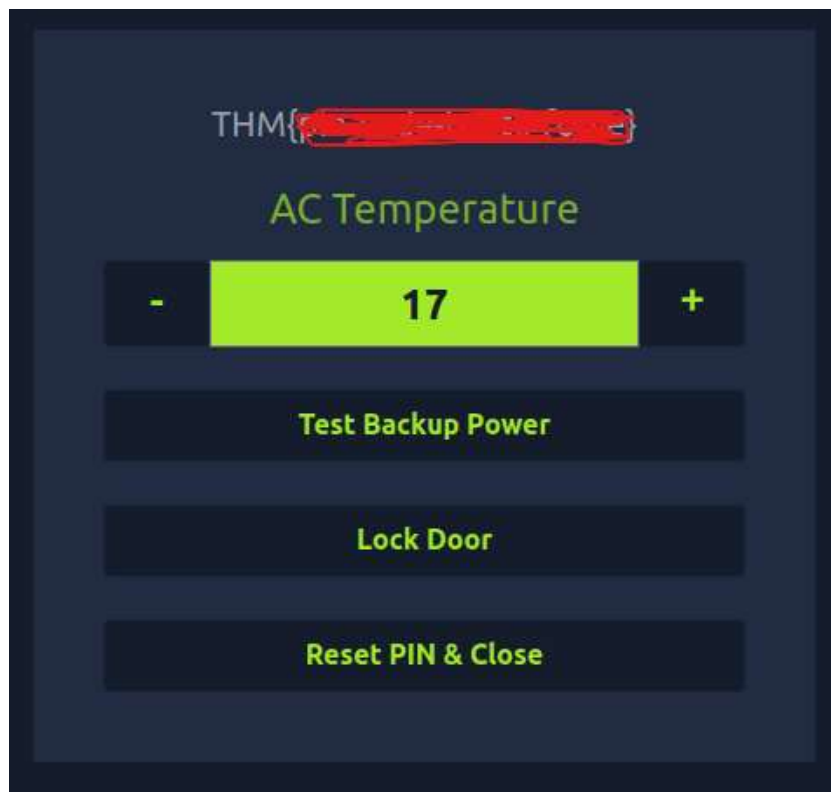 THM{
}
AC Temperature
- 17 +
Test Backup Power
Lock Door
Reset PIN & Close